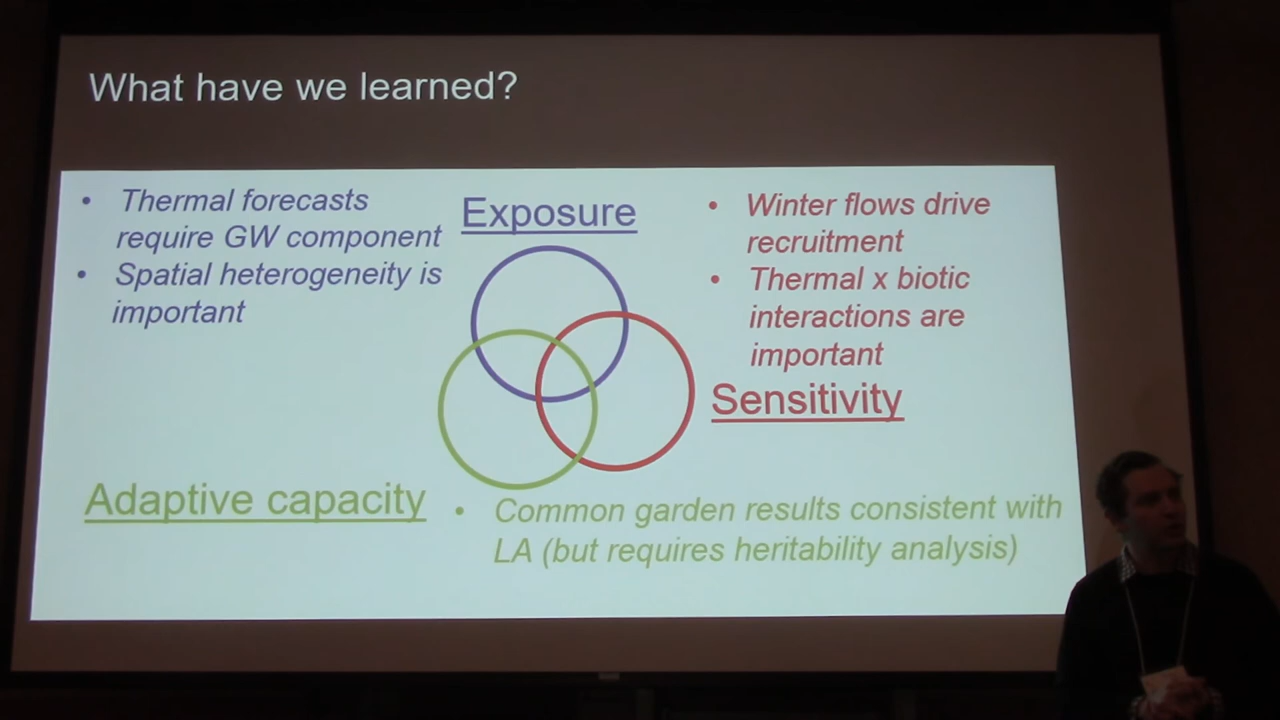 What have we learned?
• Thermal forecasts
require GW component
• Spatial heterogeneity is
important
Exposure
• Winter flows drive
recruitment
• Thermal x biotic
interactions are
important
Sensitivity
Adaptive capacity
• Common garden results consistent with
LA (but requires heritability analysis)